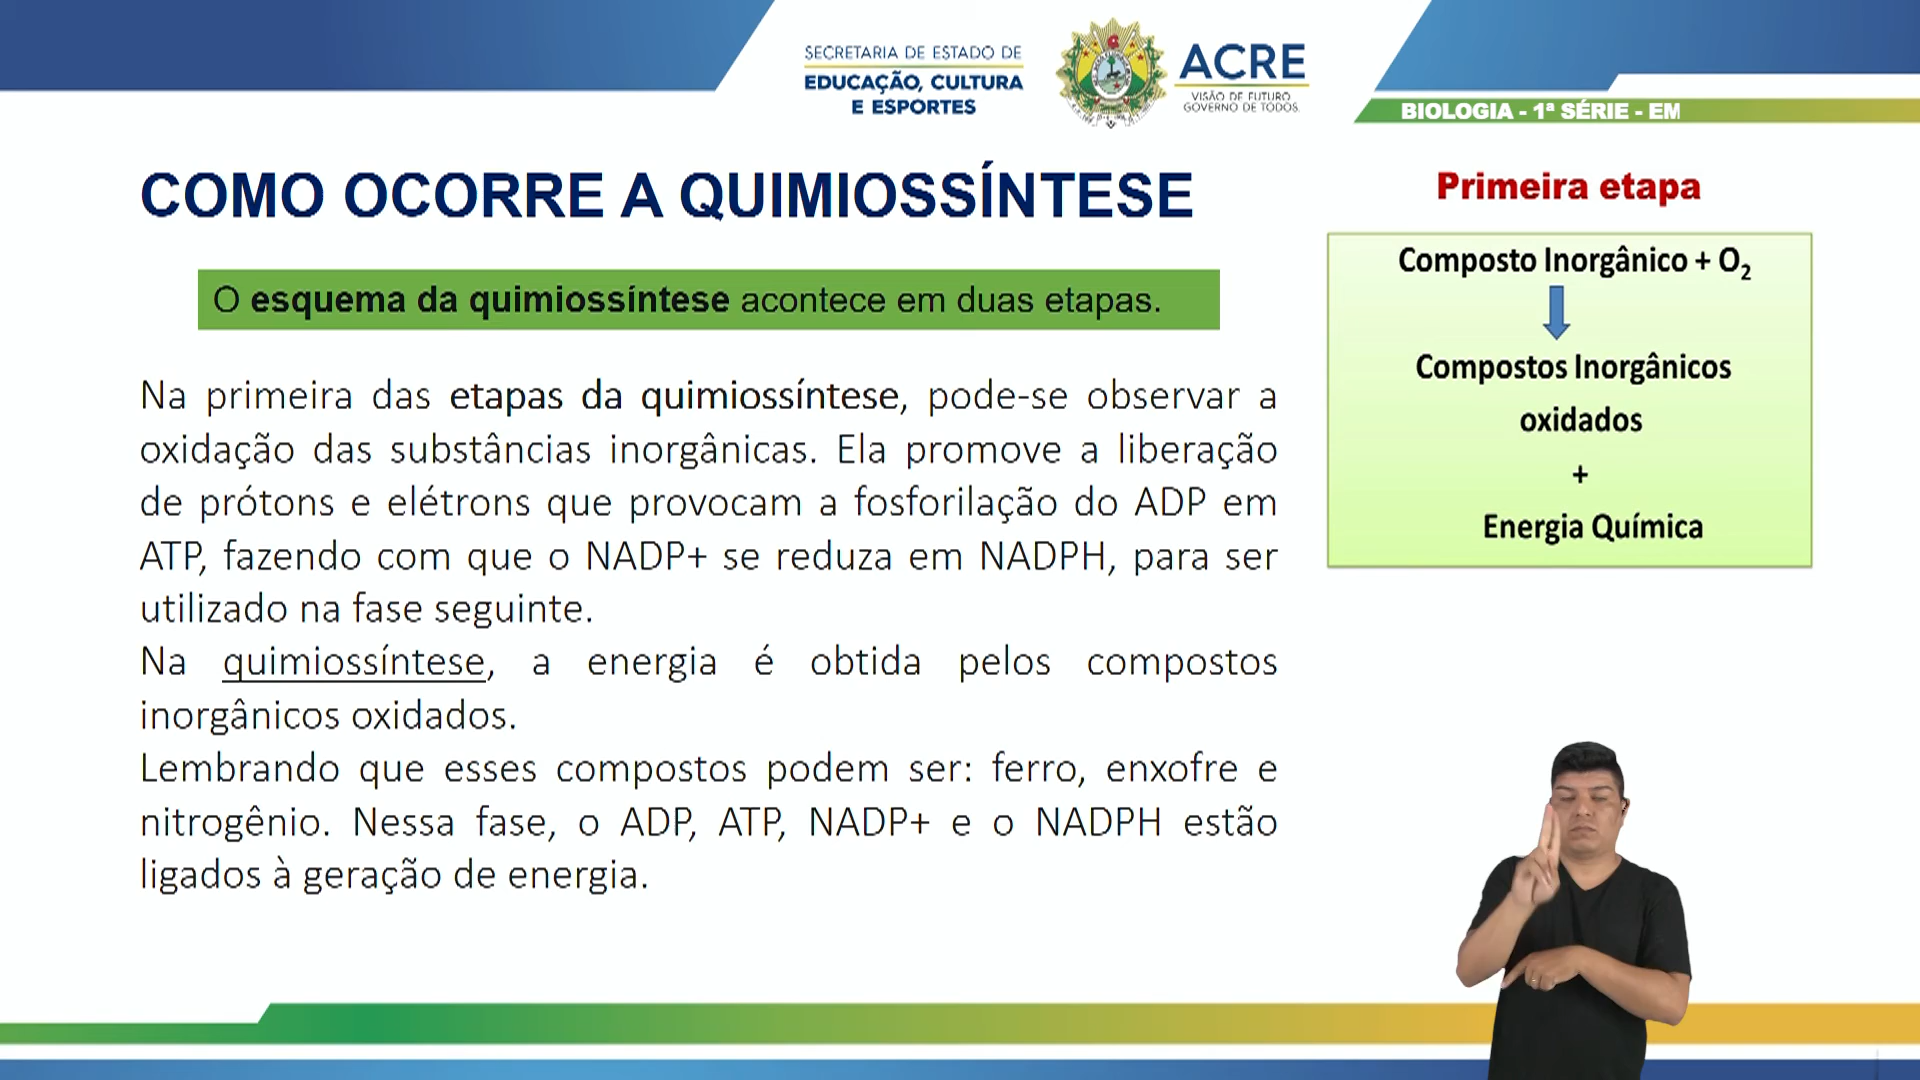 SECRETARIA DE ESTADO DE
EDUCAÇÃO, CULTURA
E ESPORTES
ACRE
VISÃO DE FUTURO
GOVERNO DE TODOS
BIOLOGIA - 1ª SÉRIE - EM
COMO OCORRE A QUIMIOSSÍNTESE
O esquema da quimiossíntese acontece em duas etapas.
Na primeira das etapas da quimiossíntese, pode-se observar a
oxidação das substâncias inorgânicas. Ela promove a liberação
de prótons e elétrons que provocam a fosforilação do ADP em
ATP, fazendo com que o NADP+ se reduza em NADPH, para ser
utilizado na fase seguinte.
Na quimiossíntese, a energia é obtida pelos compostos
inorgânicos oxidados.
Lembrando que esses compostos podem ser: ferro, enxofre e
nitrogênio. Nessa fase, o ADP, ATP, NADP+ e o NADPH estão
ligados à geração de energia.
Primeira etapa
Composto Inorgânico + O₂
Compostos Inorgânicos
oxidados
+
Energia Química